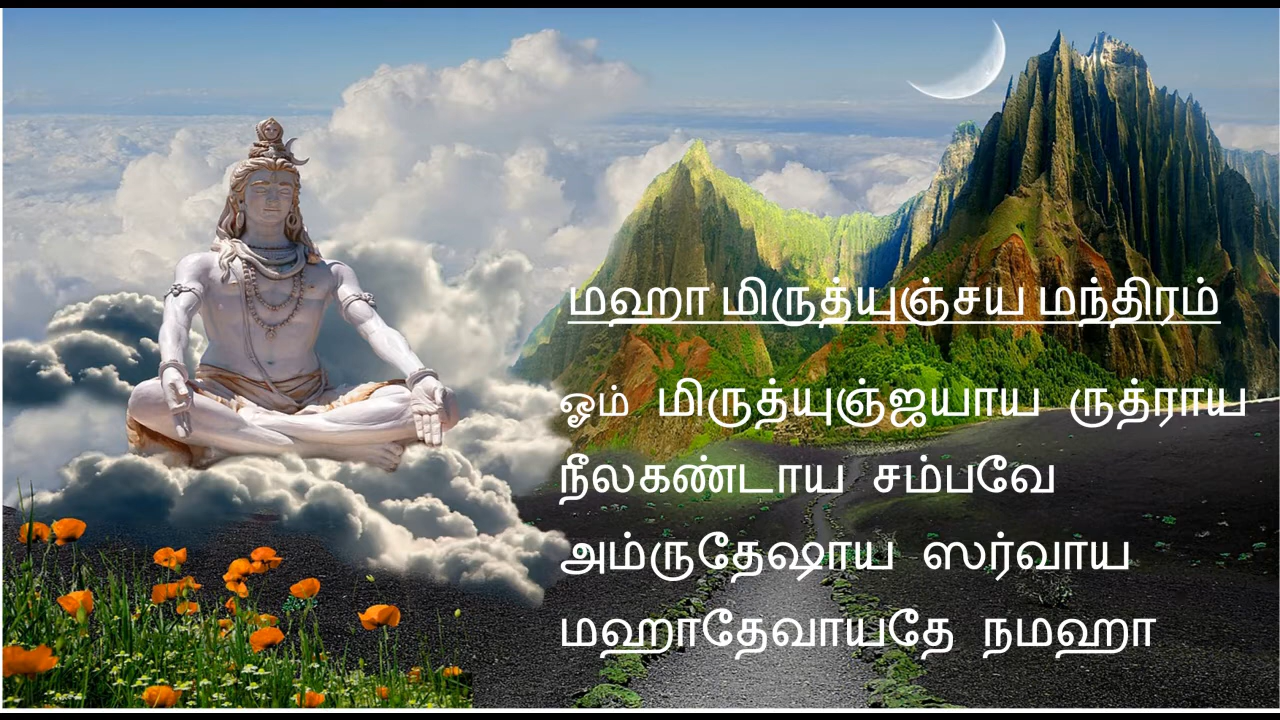 மஹா மிருத்யுஞ்சய மந்திரம்
ஓம் மிருத்யுஞ்ஜயாய ருத்ராய
நீலகண்டாய சம்பவே
அம்ருதேஷாய ஸர்வாய
மஹாதேவாயதே நமஹா